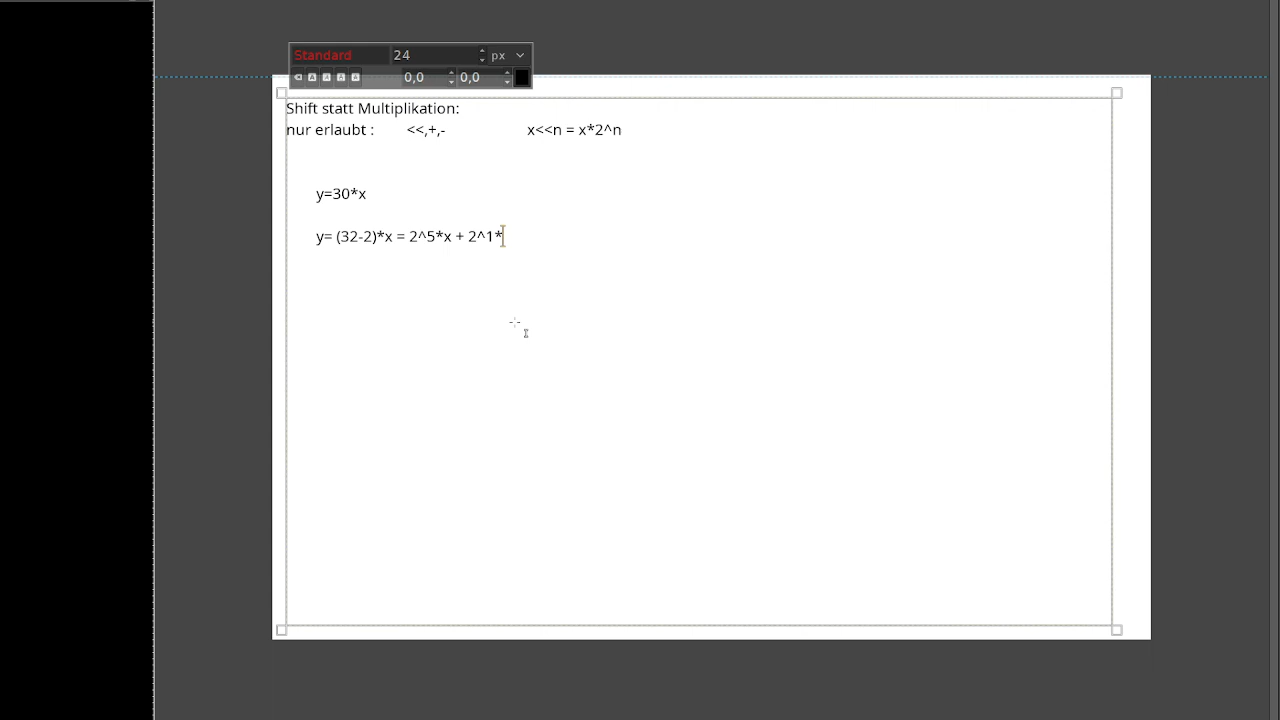 Standard 24 px
0,0 0,0
Shift statt Multiplikation:
nur erlaubt : <<,+,- x<<n = x*2^n
y=30*x
y= (32-2)*x = 2^5*x + 2^1*